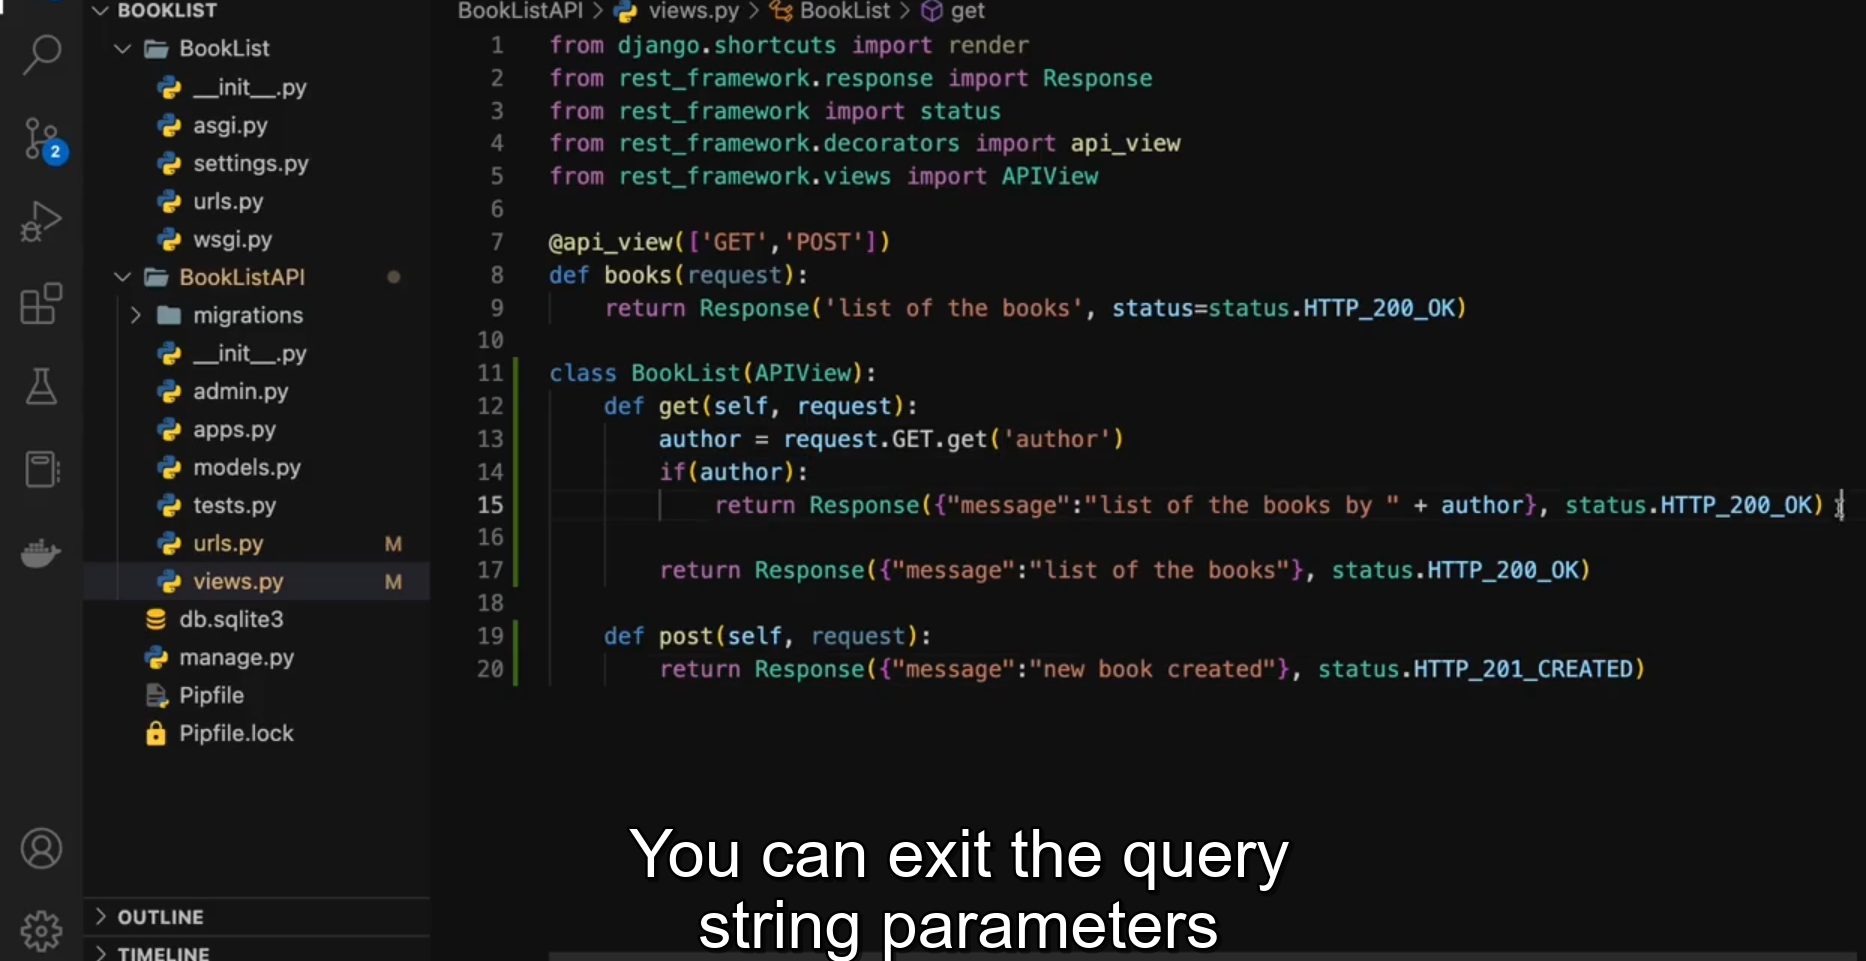 BOOKLIST
BookList
__init__.py
asgi.py
settings.py
urls.py
wsgi.py
BookListAPI
migrations
__init__.py
admin.py
apps.py
models.py
tests.py
urls.py M
views.py M
db.sqlite3
manage.py
Pipfile
Pipfile.lock
OUTLINE
TIMELINE
2
BookListAPI > views.py > BookList > get
1 from django.shortcuts import render
2 from rest_framework.response import Response
3 from rest_framework import status
4 from rest_framework.decorators import api_view
5 from rest_framework.views import APIView
6
7 @api_view(['GET','POST'])
8 def books(request):
9     return Response('list of the books', status=status.HTTP_200_OK)
10
11 class BookList(APIView):
12     def get(self, request):
13         author = request.GET.get('author')
14         if(author):
15             return Response({"message":"list of the books by " + author}, status.HTTP_200_OK)
16
17         return Response({"message":"list of the books"}, status.HTTP_200_OK)
18
19     def post(self, request):
20         return Response({"message":"new book created"}, status.HTTP_201_CREATED)
You can exit the query
string parameters